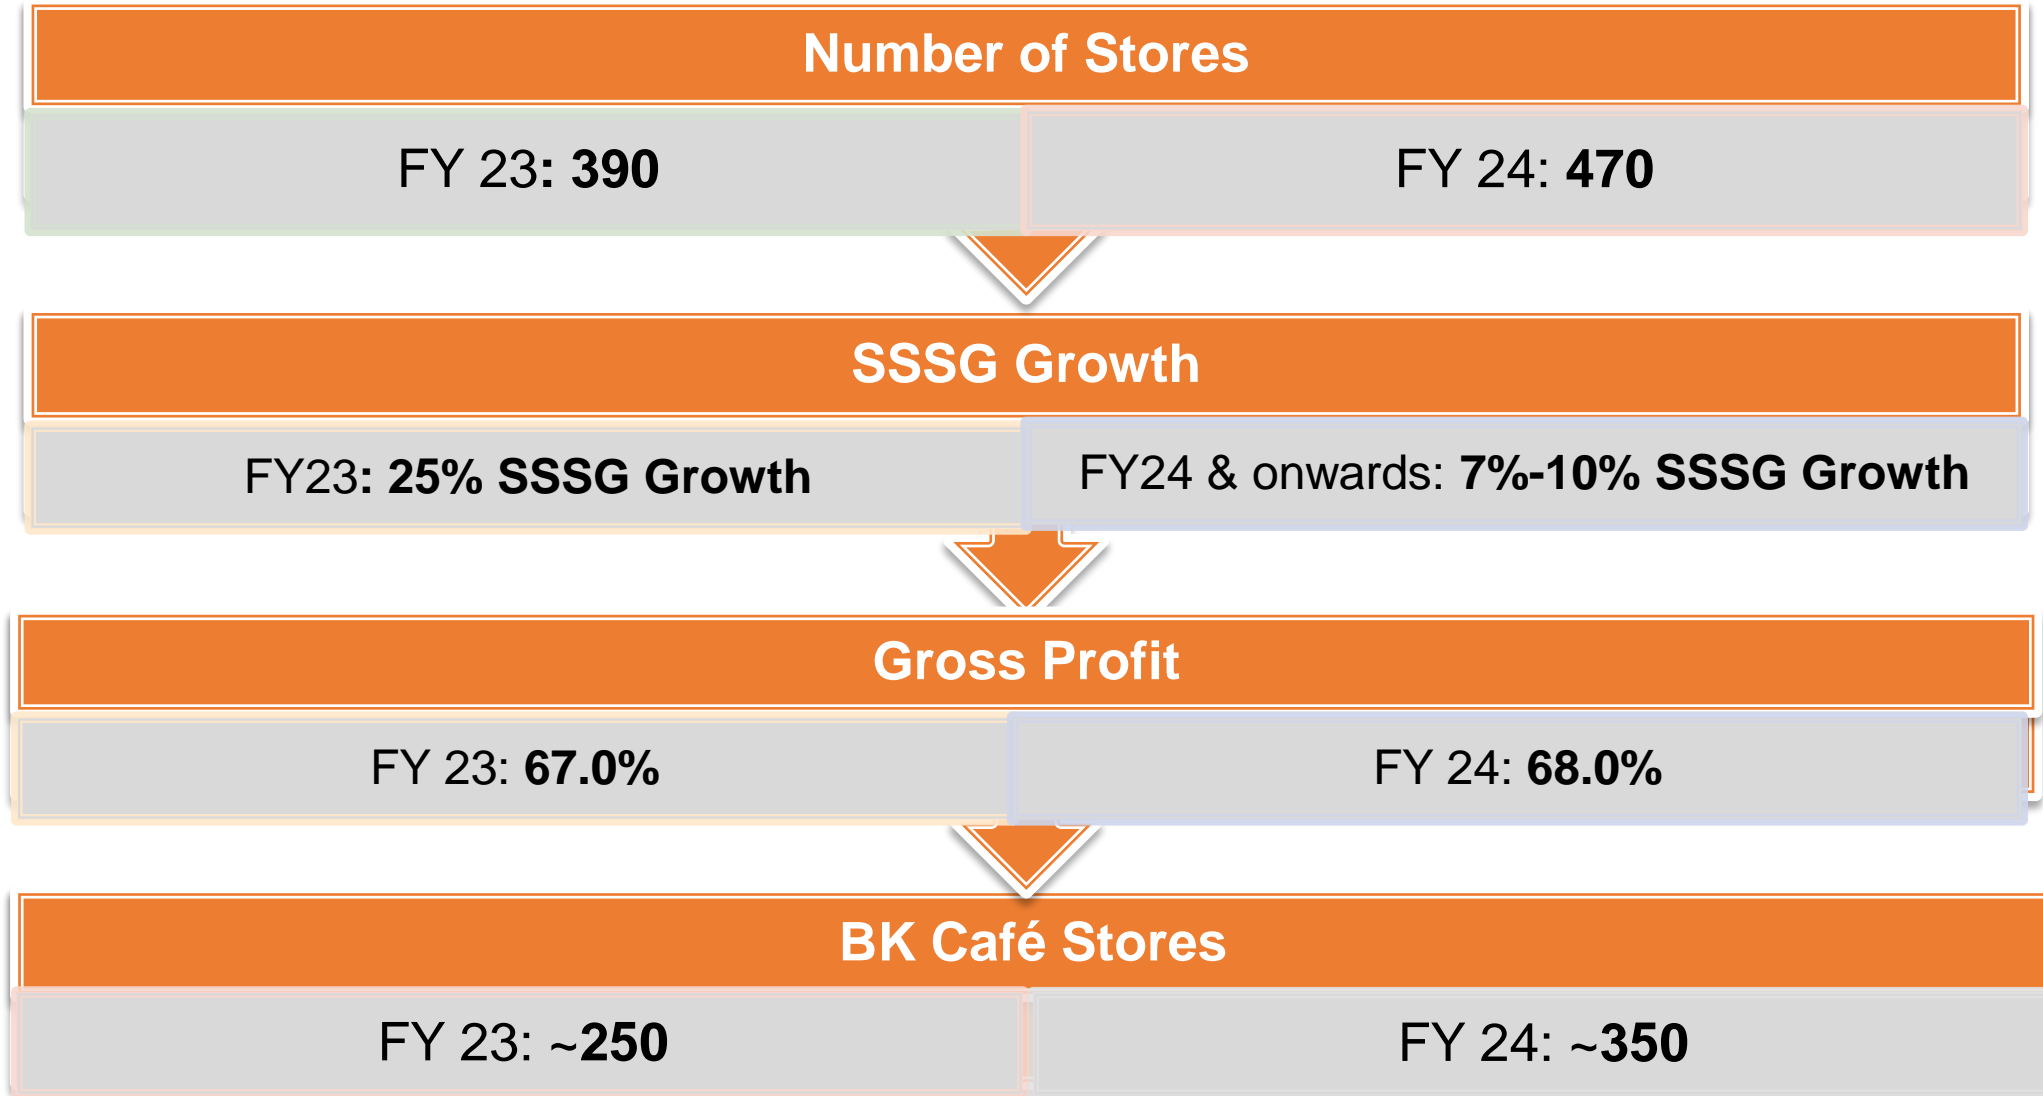 Number of Stores
FY 23: 390
FY 24: 470
SSSG Growth
FY23: 25% SSSG Growth
FY24 & onwards: 7%-10% SSSG Growth
Gross Profit
FY 23: 67.0%
FY 24: 68.0%
BK Café Stores
FY 23: ~250
FY 24: ~350